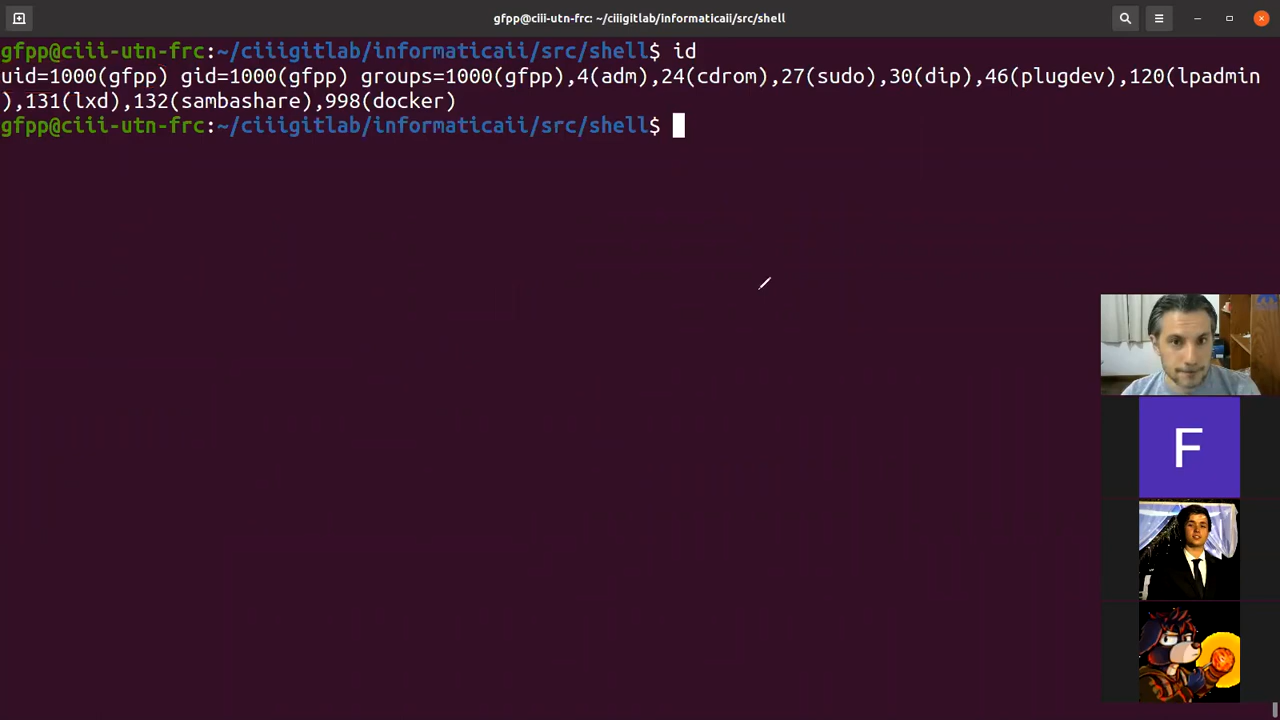 gfpp@ciii-utn-frc: ~/ciiigitlab/informaticaii/src/shell
gfpp@ciii-utn-frc:~/ciiigitlab/informaticaii/src/shell$ id
uid=1000(gfpp) gid=1000(gfpp) groups=1000(gfpp),4(adm),24(cdrom),27(sudo),30(dip),46(plugdev),120(lpadmin
),131(lxd),132(sambashare),998(docker)
gfpp@ciii-utn-frc:~/ciiigitlab/informaticaii/src/shell$
F